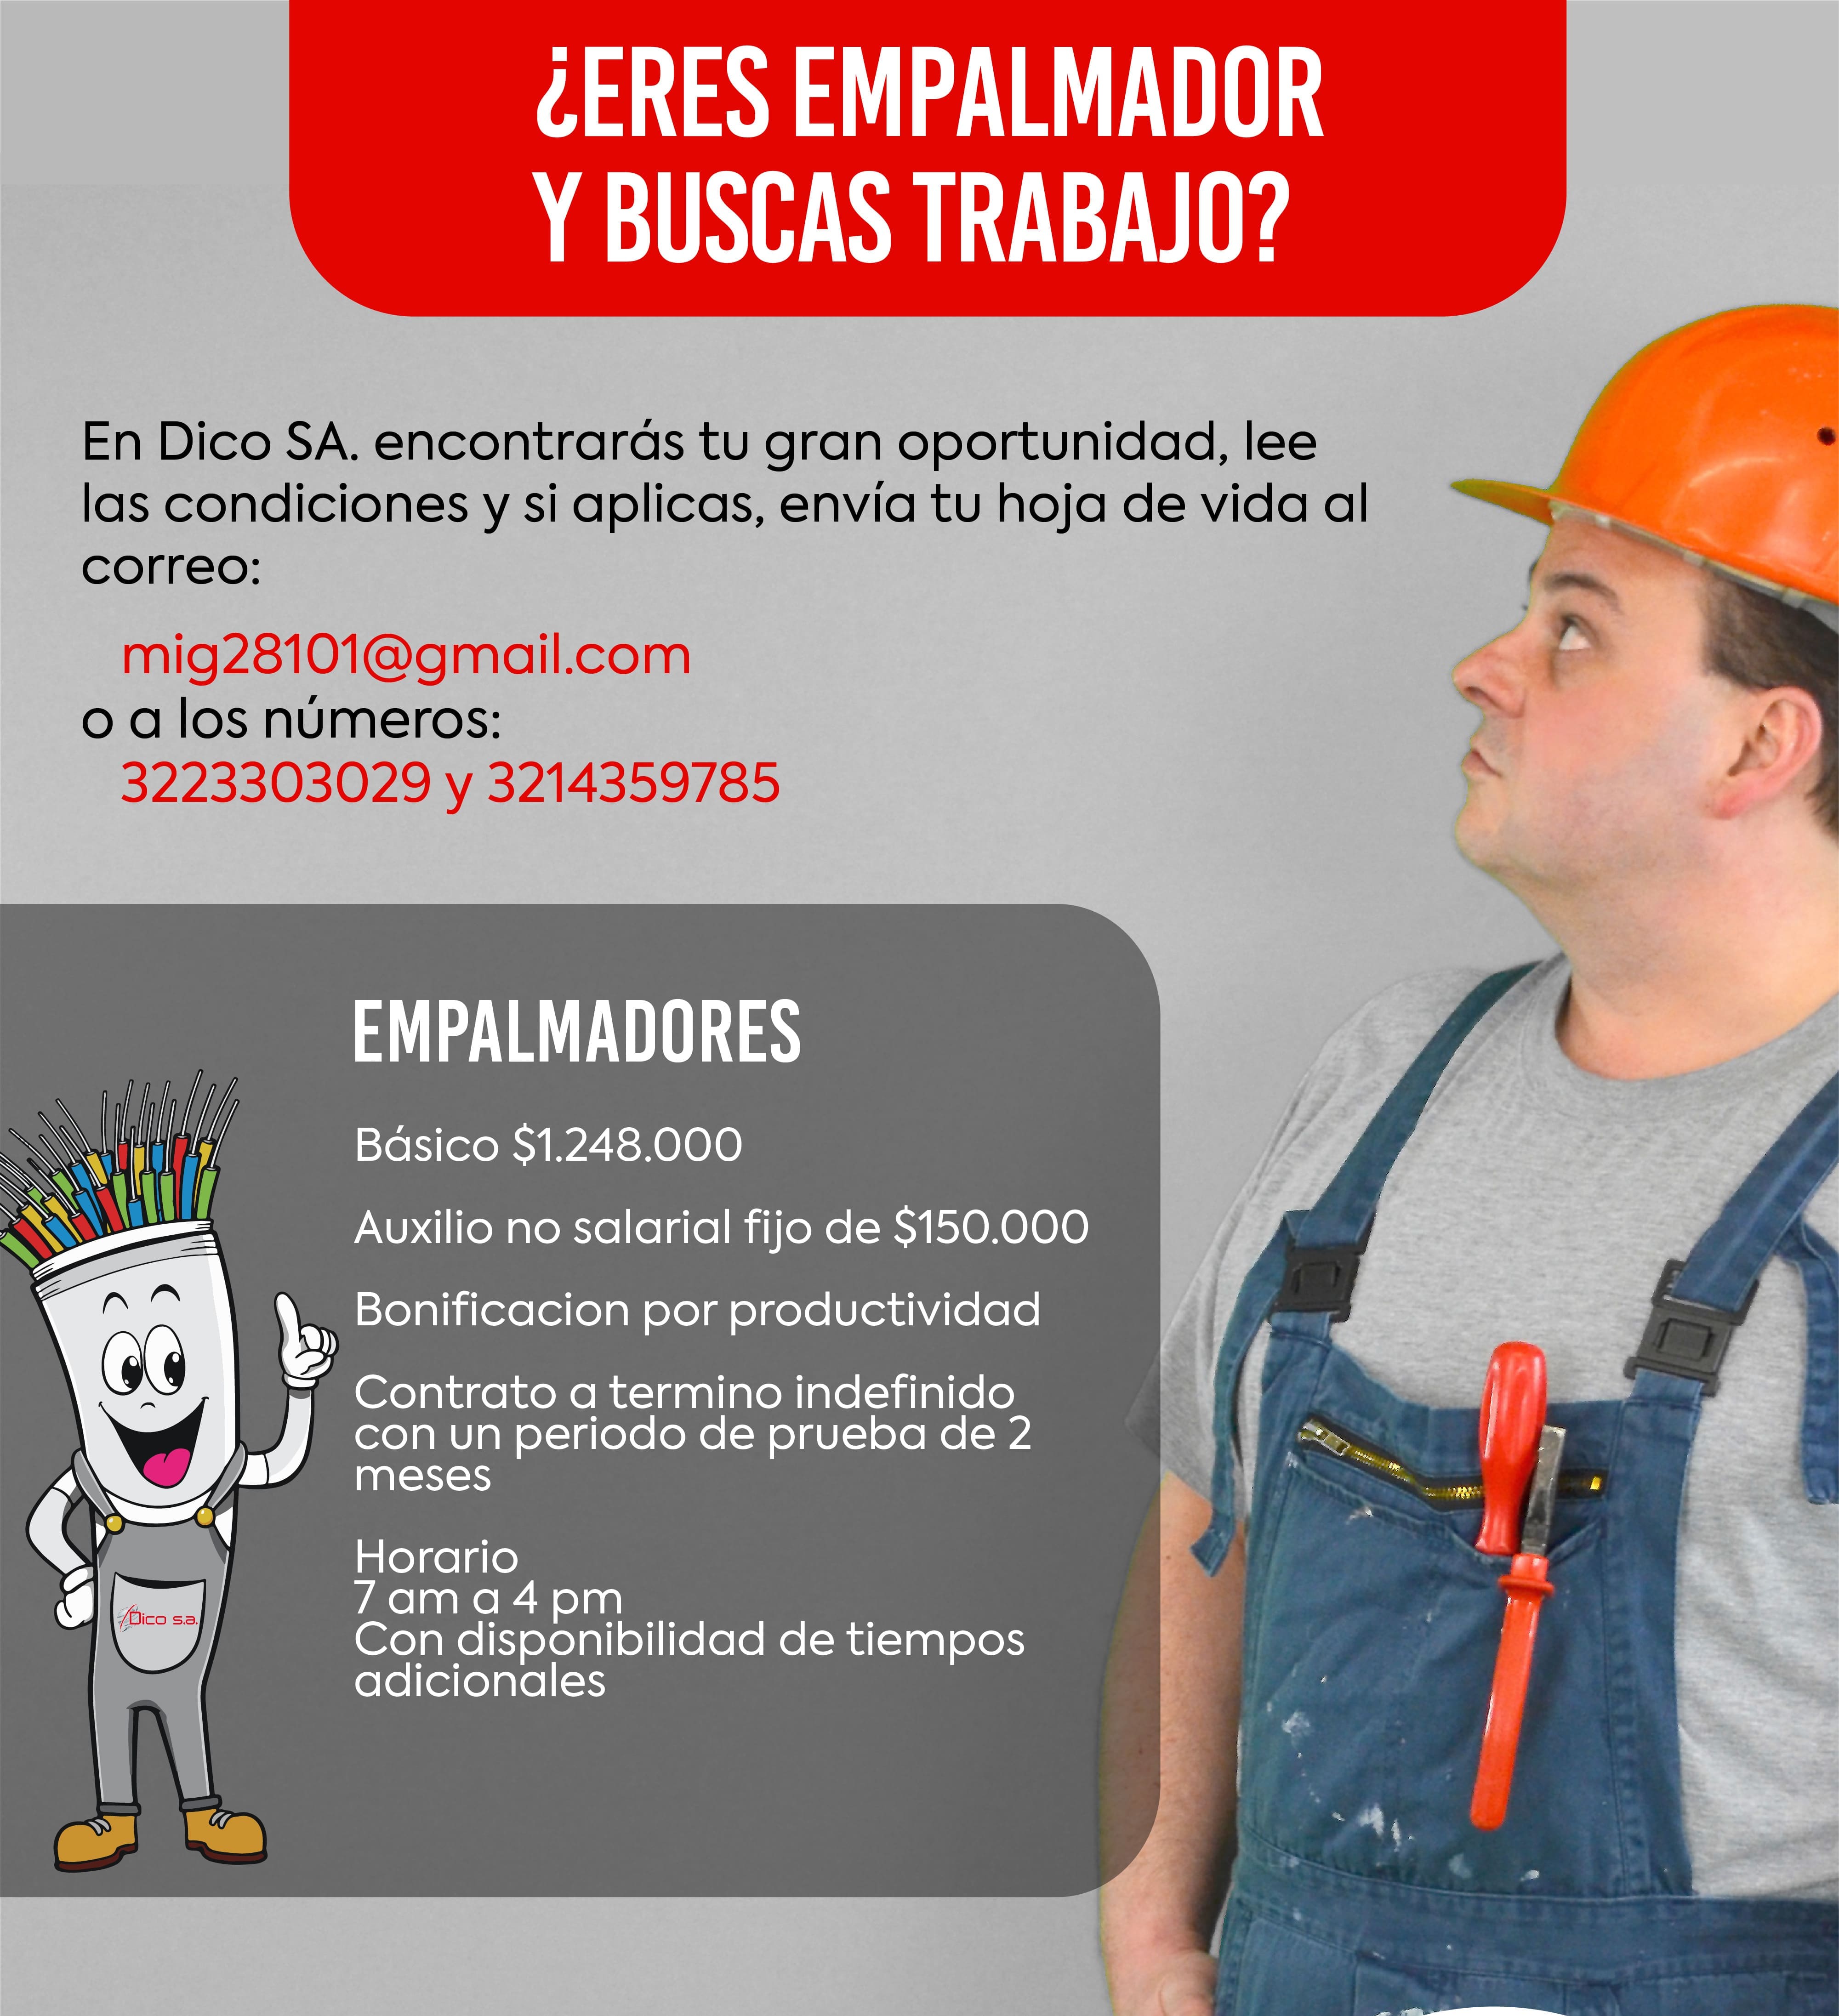 ¿ERES EMPALMADOR
Y BUSCAS TRABAJO?
En Dico SA. encontrarás tu gran oportunidad, lee
las condiciones y si aplicas, envía tu hoja de vida al
correo:
mig28101@gmail.com
o a los números:
3223303029 y 3214359785
EMPALMADORES
Básico $1.248.000
Auxilio no salarial fijo de $150.000
Bonificacion por productividad
Contrato a termino indefinido
con un periodo de prueba de 2
meses
Horario
7 am a 4 pm
Con disponibilidad de tiempos
adicionales
Dico s.a.